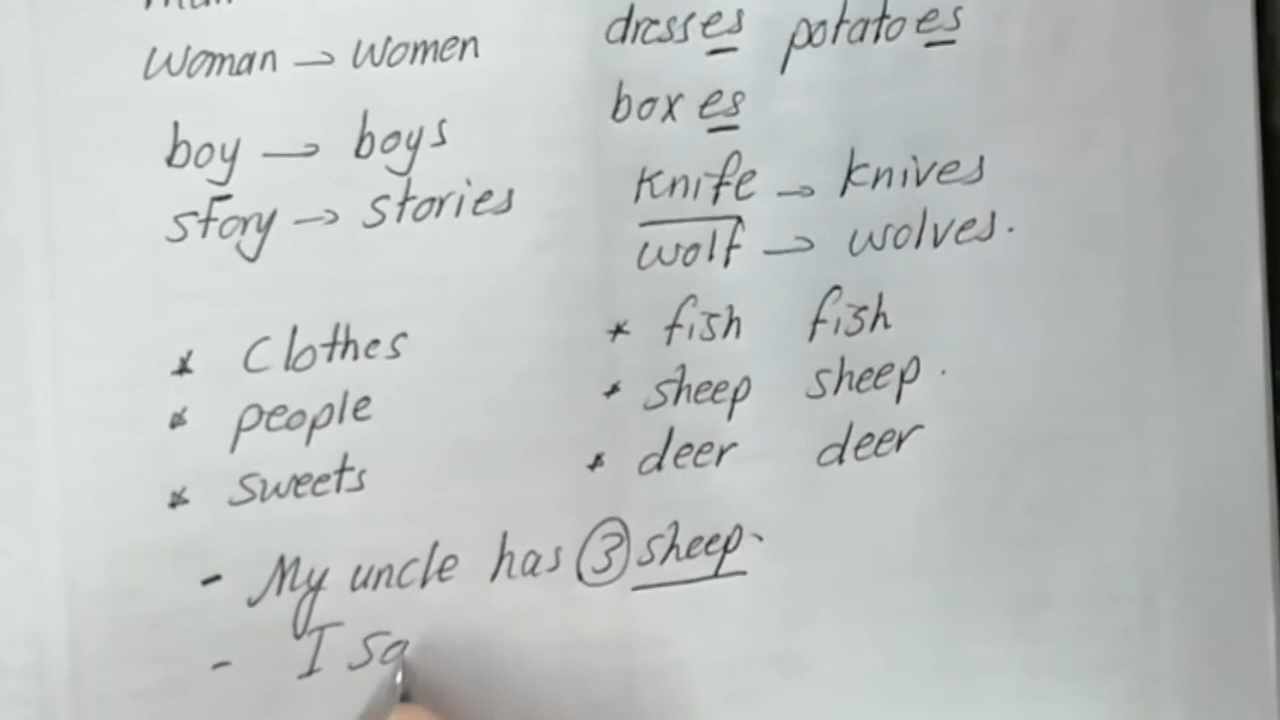 woman → women
boy → boys
story → stories
* Clothes
* people
* sweets
dresses potatoes
boxes
Knife → knives
wolf → wolves.
* fish fish
* sheep sheep.
* deer deer
- My uncle has 3 sheep.
- I sa